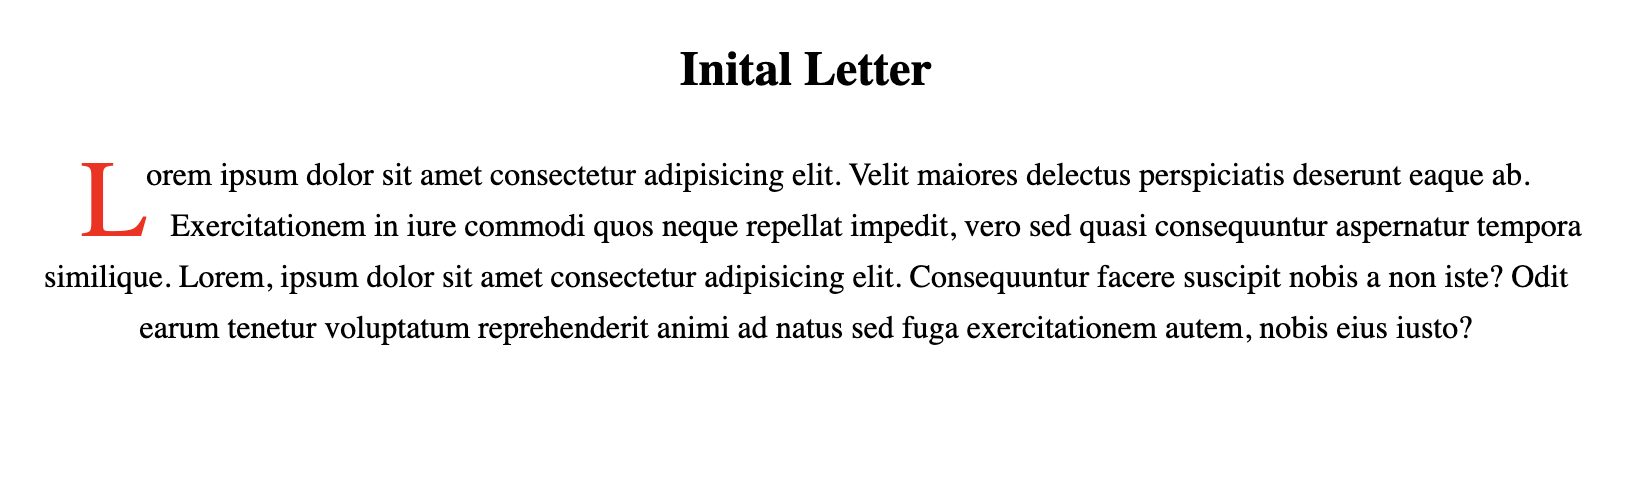 Inital Letter
Lorem ipsum dolor sit amet consectetur adipisicing elit. Velit maiores delectus perspiciatis deserunt eaque ab.
Exercitationem in iure commodi quos neque repellat impedit, vero sed quasi consequuntur aspernatur tempora
similique. Lorem, ipsum dolor sit amet consectetur adipisicing elit. Consequuntur facere suscipit nobis a non iste? Odit
earum tenetur voluptatum reprehenderit animi ad natus sed fuga exercitationem autem, nobis eius iusto?